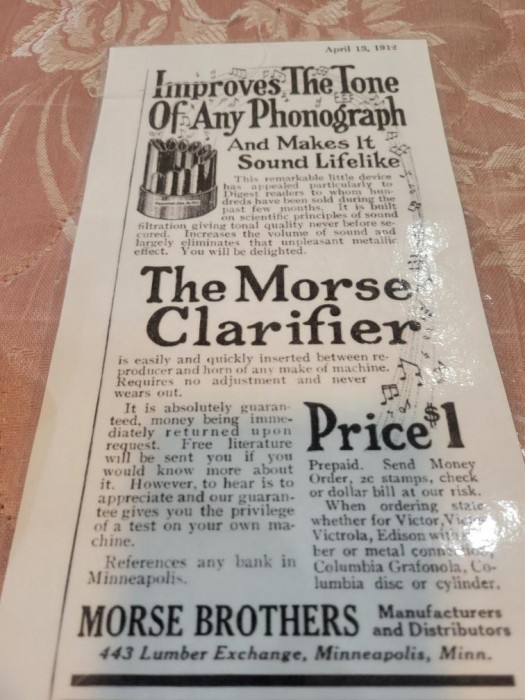 April 13, 1912
Improves The Tone
Of Any Phonograph
And Makes It
Sound Lifelike
This remarkable little device
has appealed particularly to
Digest readers to whom hun-
dreds have been sold during the
past few months. It is built
on scientific principles of sound
filtration giving tonal quality never before se-
cured. Increases the volume of sound and
largely eliminates that unpleasant metallic
effect. You will be delighted.
The Morse
Clarifier
is easily and quickly inserted between re-
producer and horn of any make of machine.
Requires no adjustment and never
wears out.
It is absolutely guaran-
teed, money being imme-
diately returned upon
request. Free literature
will be sent you if you
would know more about
it. However, to hear is to
appreciate and our guaran-
tee gives you the privilege
of a test on your own ma-
chine.
References any bank in
Minneapolis.
Price $1
Prepaid. Send Money
Order, 2c stamps, check
or dollar bill at our risk.
When ordering state
whether for Victor,
Victrola, Edison with
ber or metal
Columbia Grafonola, Co-
lumbia disc or cylinder.
MORSE BROTHERS
Manufacturers
and Distributors
443 Lumber Exchange, Minneapolis, Minn.